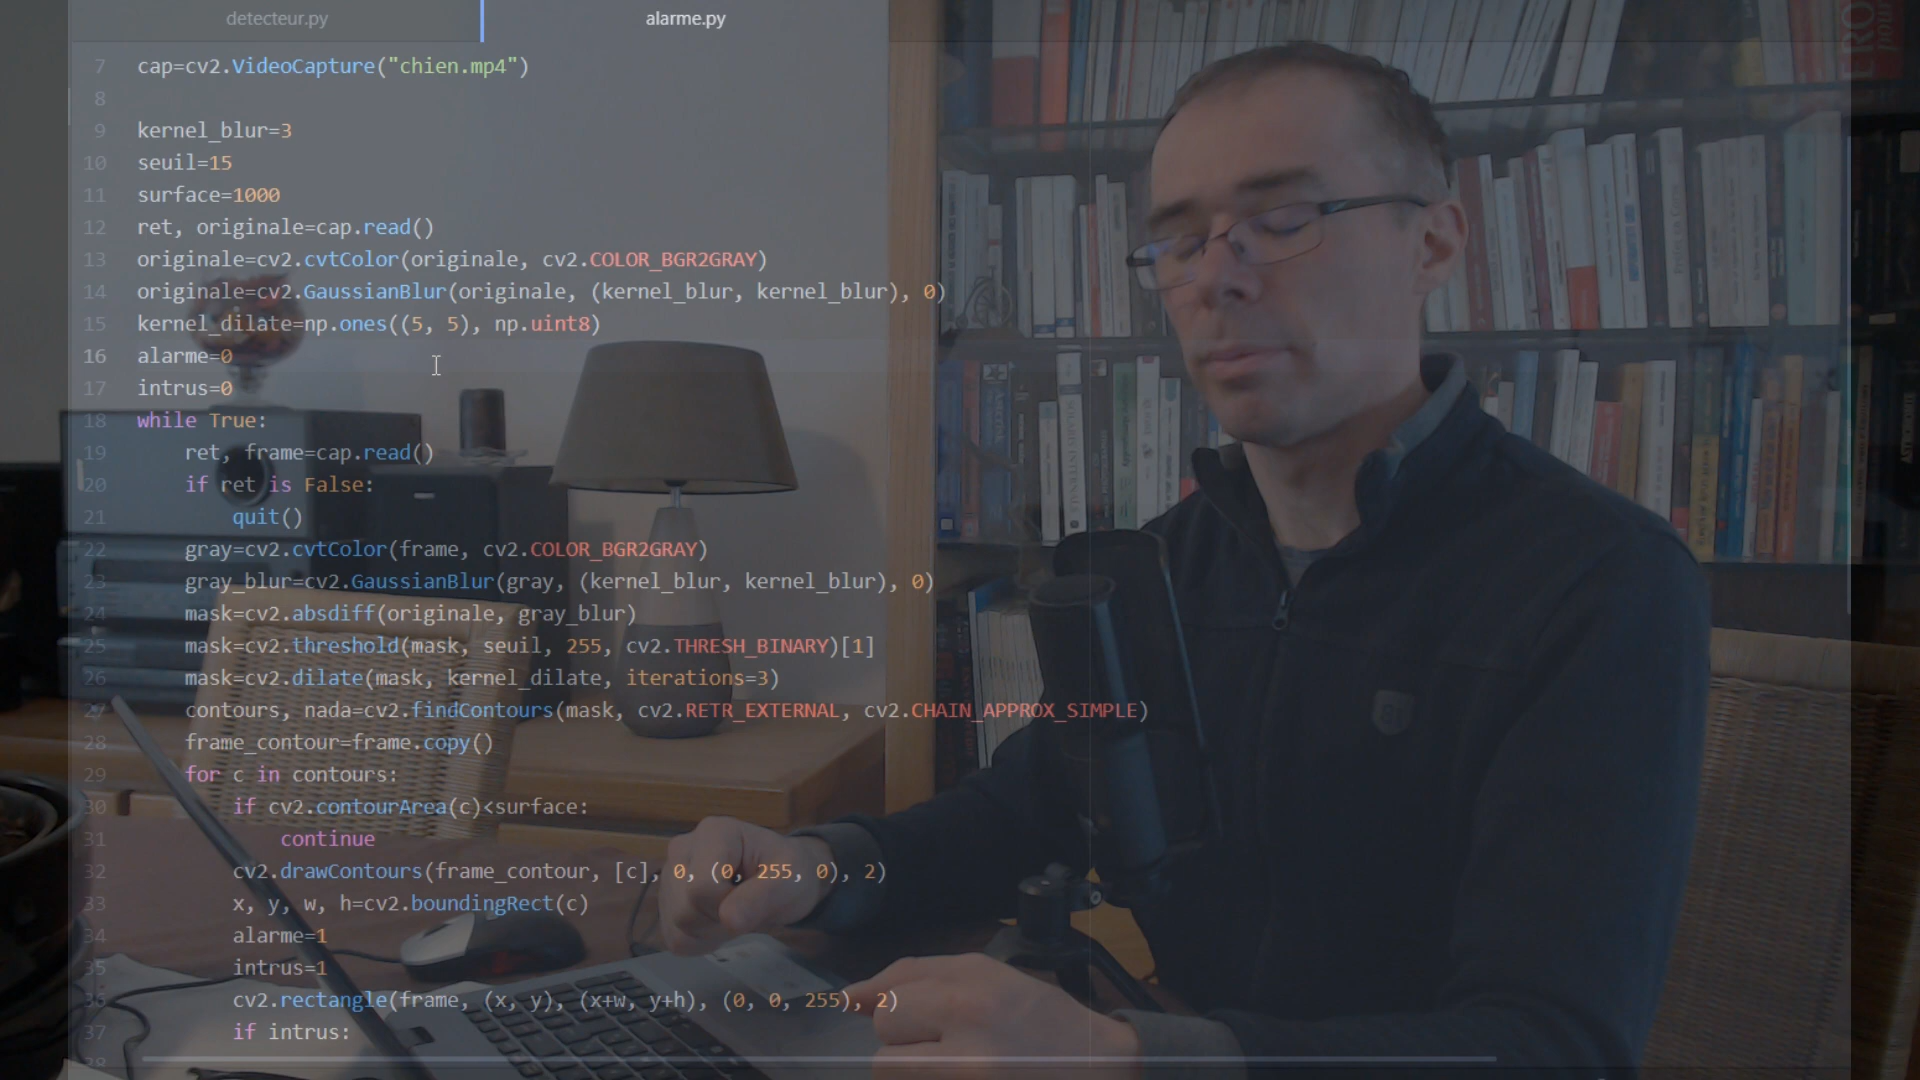 detecteur.py
alarme.py
7 cap=cv2.VideoCapture("chien.mp4")
8
9 kernel_blur=3
10 seuil=15
11 surface=1000
12 ret, originale=cap.read()
13 originale=cv2.cvtColor(originale, cv2.COLOR_BGR2GRAY)
14 originale=cv2.GaussianBlur(originale, (kernel_blur, kernel_blur), 0)
15 kernel_dilate=np.ones((5, 5), np.uint8)
16 alarme=0
17 intrus=0
18 while True:
19     ret, frame=cap.read()
20     if ret is False:
21         quit()
22     gray=cv2.cvtColor(frame, cv2.COLOR_BGR2GRAY)
23     gray_blur=cv2.GaussianBlur(gray, (kernel_blur, kernel_blur), 0)
24     mask=cv2.absdiff(originale, gray_blur)
25     mask=cv2.threshold(mask, seuil, 255, cv2.THRESH_BINARY)[1]
26     mask=cv2.dilate(mask, kernel_dilate, iterations=3)
27     contours, nada=cv2.findContours(mask, cv2.RETR_EXTERNAL, cv2.CHAIN_APPROX_SIMPLE)
28     frame_contour=frame.copy()
29     for c in contours:
30         if cv2.contourArea(c)<surface:
31             continue
32         cv2.drawContours(frame_contour, [c], 0, (0, 255, 0), 2)
33         x, y, w, h=cv2.boundingRect(c)
34         alarme=1
35         intrus=1
36         cv2.rectangle(frame, (x, y), (x+w, y+h), (0, 0, 255), 2)
37         if intrus:
38